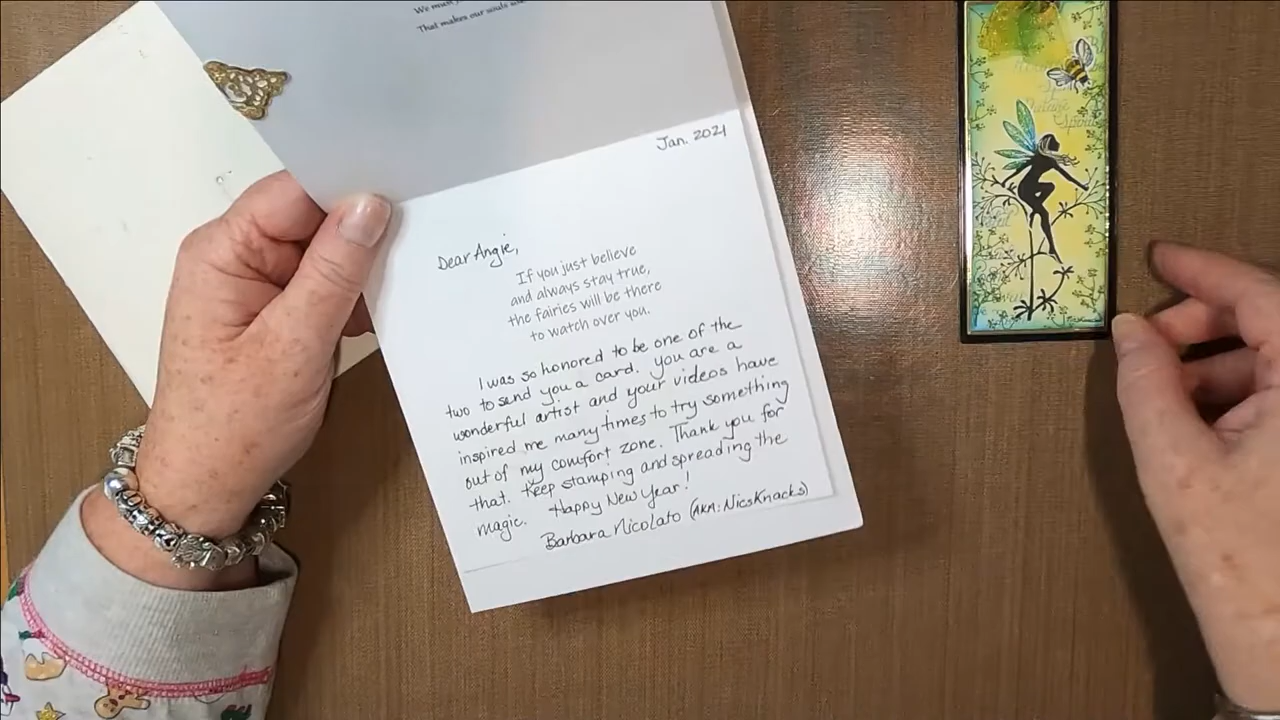 We must
That makes our souls
Jan. 2021
Dear Angie,
If you just believe
and always stay true,
the fairies will be there
to watch over you.
I was so honored to be one of the
two to send you a card. You are a
wonderful artist and your videos have
inspired me many times to try something
out of my comfort zone. Thank you for
that. Keep stamping and spreading the
magic. Happy New Year!
Barbara Nicolato (AKA: NicsKnacks)